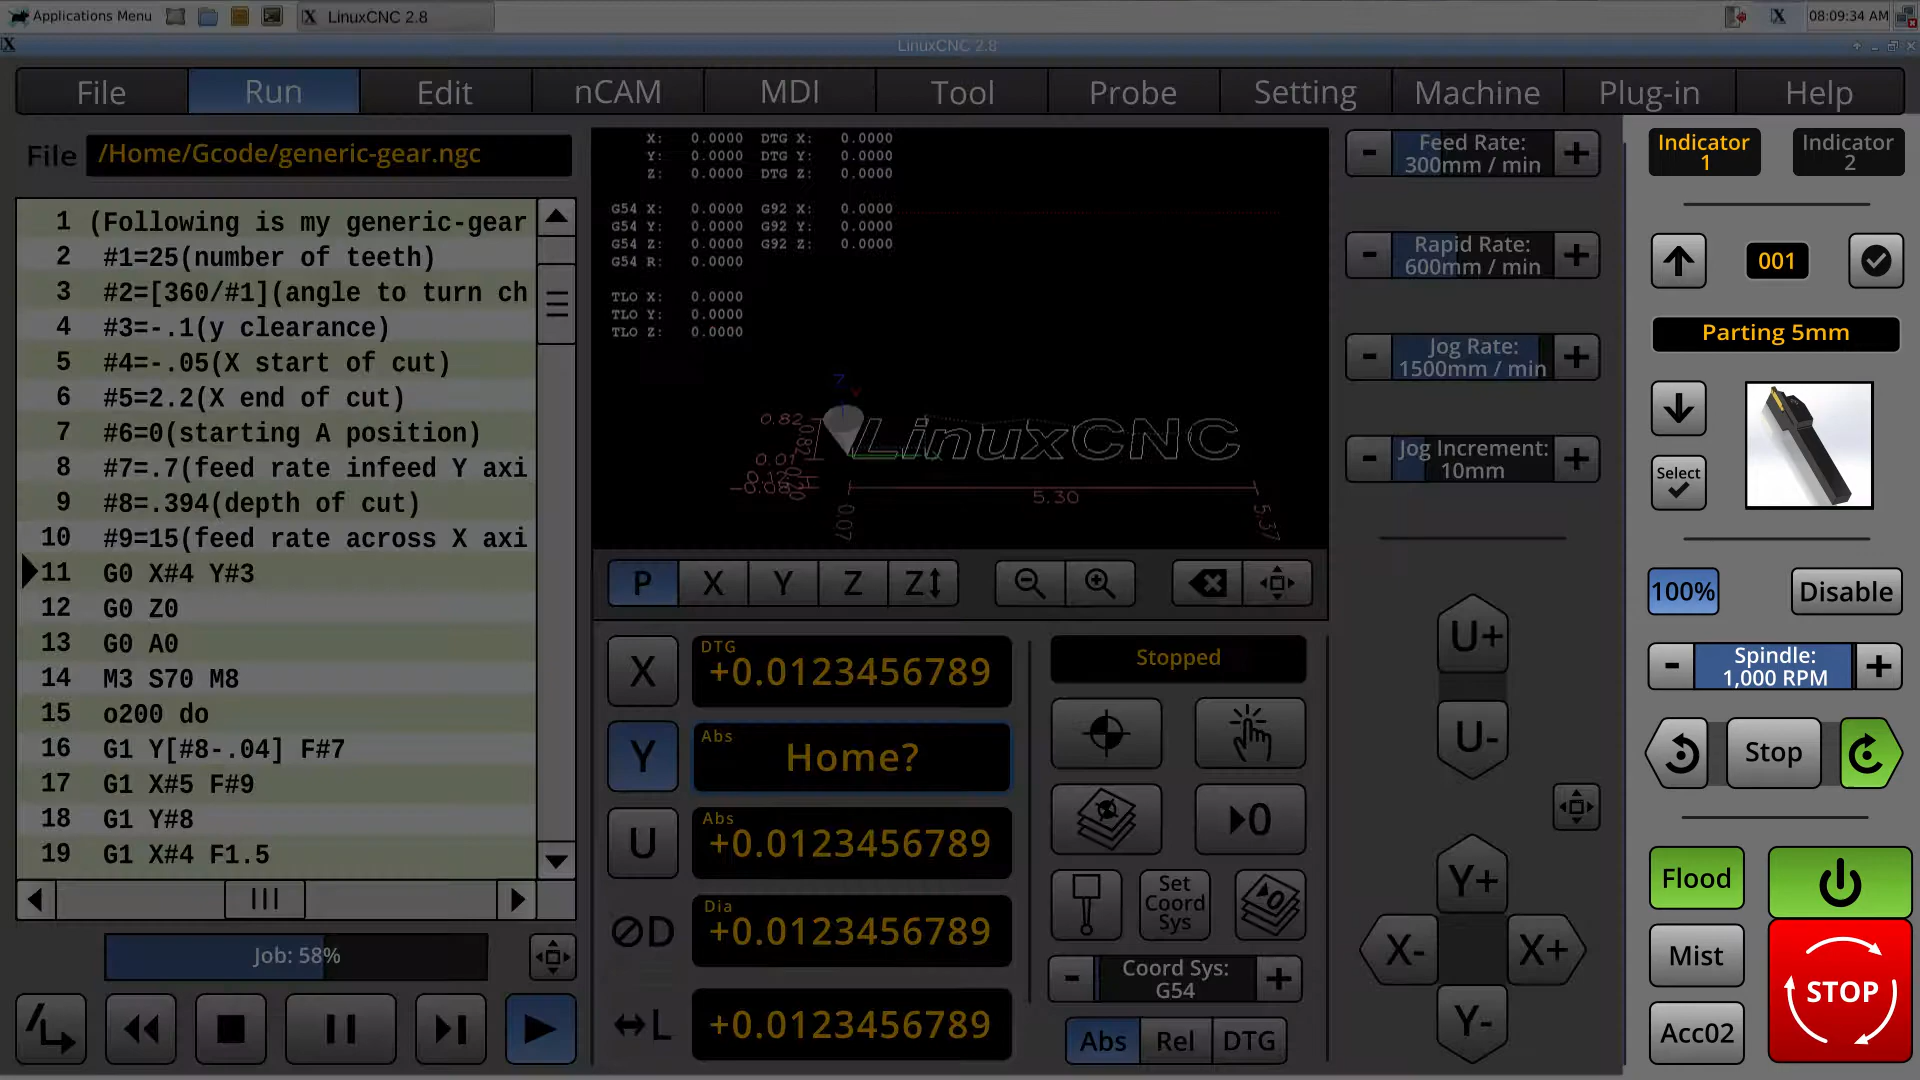 Applications Menu
LinuxCNC 2.8
08:09:34 AM
LinuxCNC 2.8
File
Run
Edit
nCAM
MDI
Tool
Probe
Setting
Machine
Plug-in
Help
File
/Home/Gcode/generic-gear.ngc
1 (Following is my generic-gear
2 #1=25(number of teeth)
3 #2=[360/#1](angle to turn ch
4 #3=-.1(y clearance)
5 #4=-.05(X start of cut)
6 #5=2.2(X end of cut)
7 #6=0(starting A position)
8 #7=.7(feed rate infeed Y axi
9 #8=.394(depth of cut)
10 #9=15(feed rate across X axi
11 G0 X#4 Y#3
12 G0 Z0
13 G0 A0
14 M3 S70 M8
15 o200 do
16 G1 Y[#8-.04] F#7
17 G1 X#5 F#9
18 G1 Y#8
19 G1 X#4 F1.5
Job: 58%
X: 0.0000 DTG X: 0.0000
Y: 0.0000 DTG Y: 0.0000
Z: 0.0000 DTG Z: 0.0000
G54 X: 0.0000 G92 X: 0.0000
G54 Y: 0.0000 G92 Y: 0.0000
G54 Z: 0.0000 G92 Z: 0.0000
G54 R: 0.0000
TLO X: 0.0000
TLO Y: 0.0000
TLO Z: 0.0000
Z
0.82
LinuxCNC
5.30
0.07
5.37
P
X
Y
Z
Z
X
DTG
+0.0123456789
Y
Abs
Home?
U
Abs
+0.0123456789
ØD
Dia
+0.0123456789
L
+0.0123456789
Stopped
0
Set
Coord
Sys
- Coord Sys: +
G54
Abs
Rel
DTG
- Feed Rate: +
300mm / min
- Rapid Rate: +
600mm / min
- Jog Rate: +
1500mm / min
- Jog Increment: +
10mm
U+
U-
Y+
X-
X+
Y-
Indicator
1
Indicator
2
001
Parting 5mm
Select
100%
Disable
- Spindle: +
1,000 RPM
Stop
Flood
Mist
Acc02
STOP